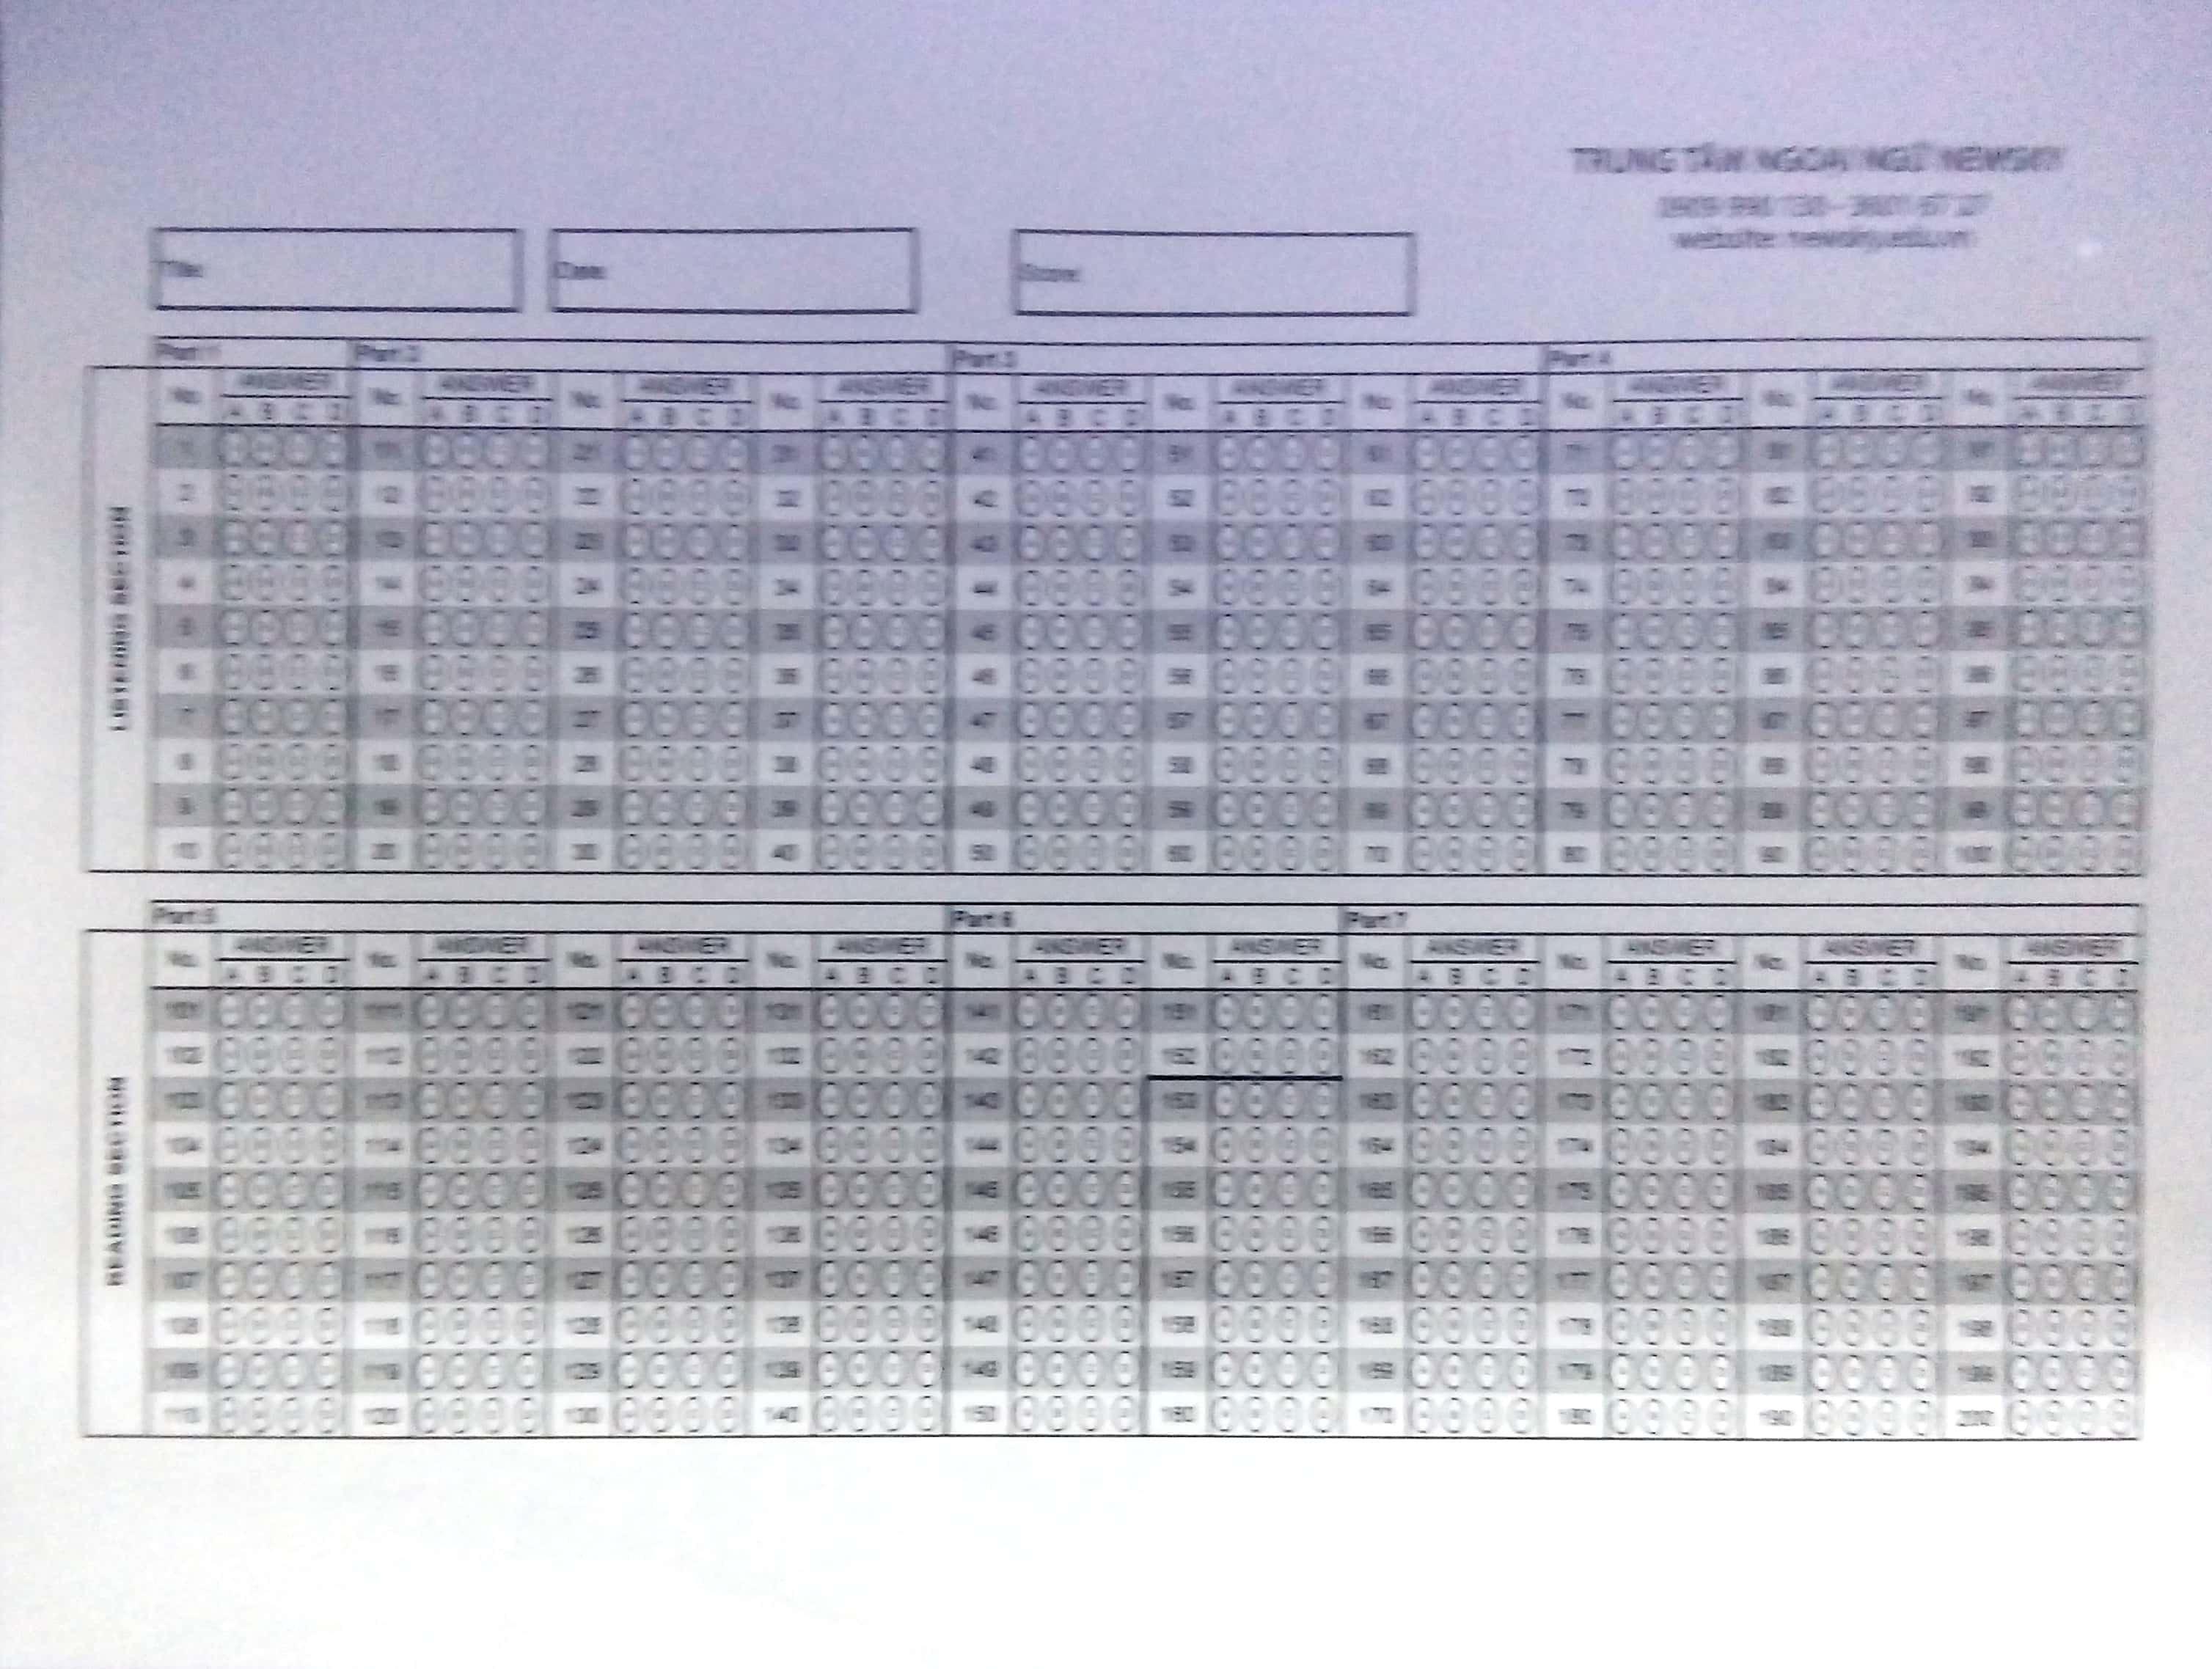 TRUNG TÂM NGOẠI NGỮ NEWSKY
website: newsky.edu.vn
Title:
Date:
Score:
Part 1 Part 2 Part 3 Part 4
No. ANSWER No. ANSWER No. ANSWER No. ANSWER No. ANSWER No. ANSWER No. ANSWER No. ANSWER No. ANSWER No. ANSWER
A B C D A B C D A B C D A B C D A B C D A B C D A B C D A B C D A B C D A B C D
LISTENING SECTION
1 11 21 31 41 51 61 71 81 91
2 12 22 32 42 52 62 72 82 92
3 13 23 33 43 53 63 73 83 93
4 14 24 34 44 54 64 74 84 94
5 15 25 35 45 55 65 75 85 95
6 16 26 36 46 56 66 76 86 96
7 17 27 37 47 57 67 77 87 97
8 18 28 38 48 58 68 78 88 98
9 19 29 39 49 59 69 79 89 99
10 20 30 40 50 60 70 80 90 100
Part 5 Part 6 Part 7
No. ANSWER No. ANSWER No. ANSWER No. ANSWER No. ANSWER No. ANSWER No. ANSWER No. ANSWER No. ANSWER No. ANSWER
A B C D A B C D A B C D A B C D A B C D A B C D A B C D A B C D A B C D A B C D
READING SECTION
101 111 121 131 141 151 161 171 181 191
102 112 122 132 142 152 162 172 182 192
103 113 123 133 143 153 163 173 183 193
104 114 124 134 144 154 164 174 184 194
105 115 125 135 145 155 165 175 185 195
106 116 126 136 146 156 166 176 186 196
107 117 127 137 147 157 167 177 187 197
108 118 128 138 148 158 168 178 188 198
109 119 129 139 149 159 169 179 189 199
110 120 130 140 150 160 170 180 190 200